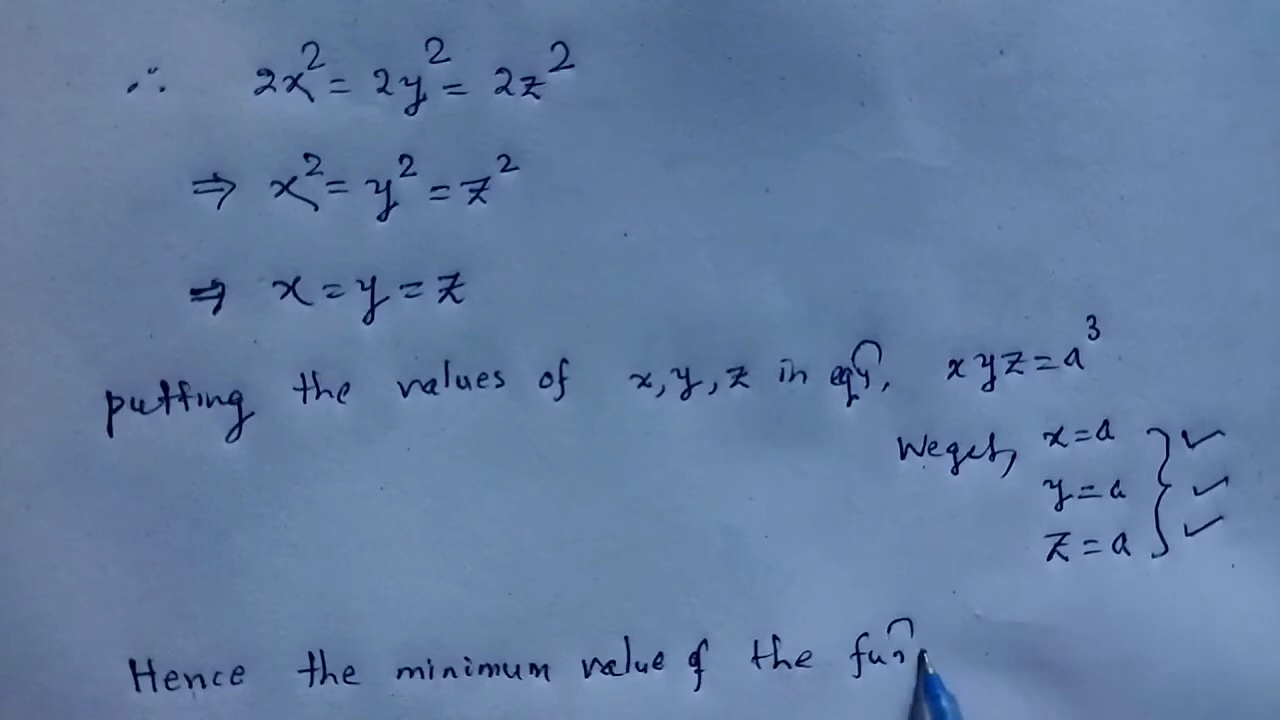 ∴ 2x² = 2y² = 2z²
⇒ x² = y² = z²
⇒ x = y = z
putting the values of x, y, z in eqⁿ, xyz = a³
We get, x = a
y = a
z = a
Hence the minimum value of the fun